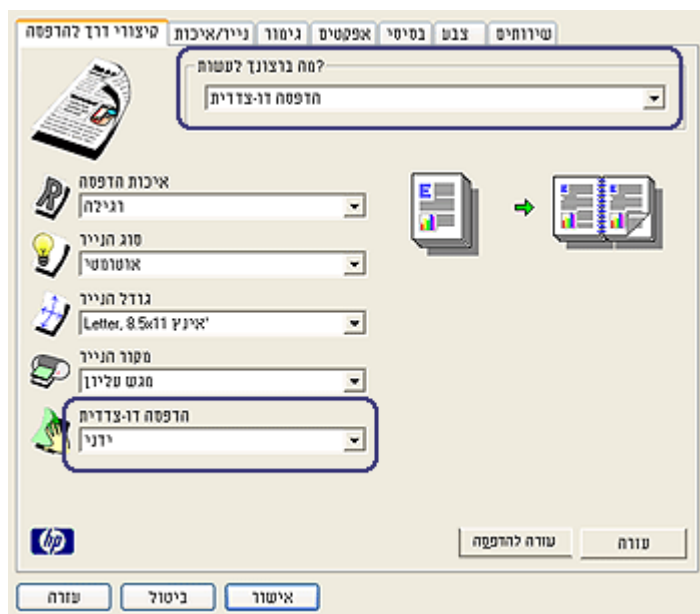 קיצורי דרך להדפסה
נייר/איכות
גימור
אפקטים
בסיסי
צבע
שירותים
מה ברצונך לעשות?
הדפסה דו-צדדית
איכות הדפסה
רגילה
סוג הנייר
אוטומטי
גודל הנייר
Letter, 8.5x11 אינץ'
מקור הנייר
מגש עליון
הדפסה דו-צדדית
ידני
hp
עזרה להדפסה
עזרה
אישור
ביטול
עזרה